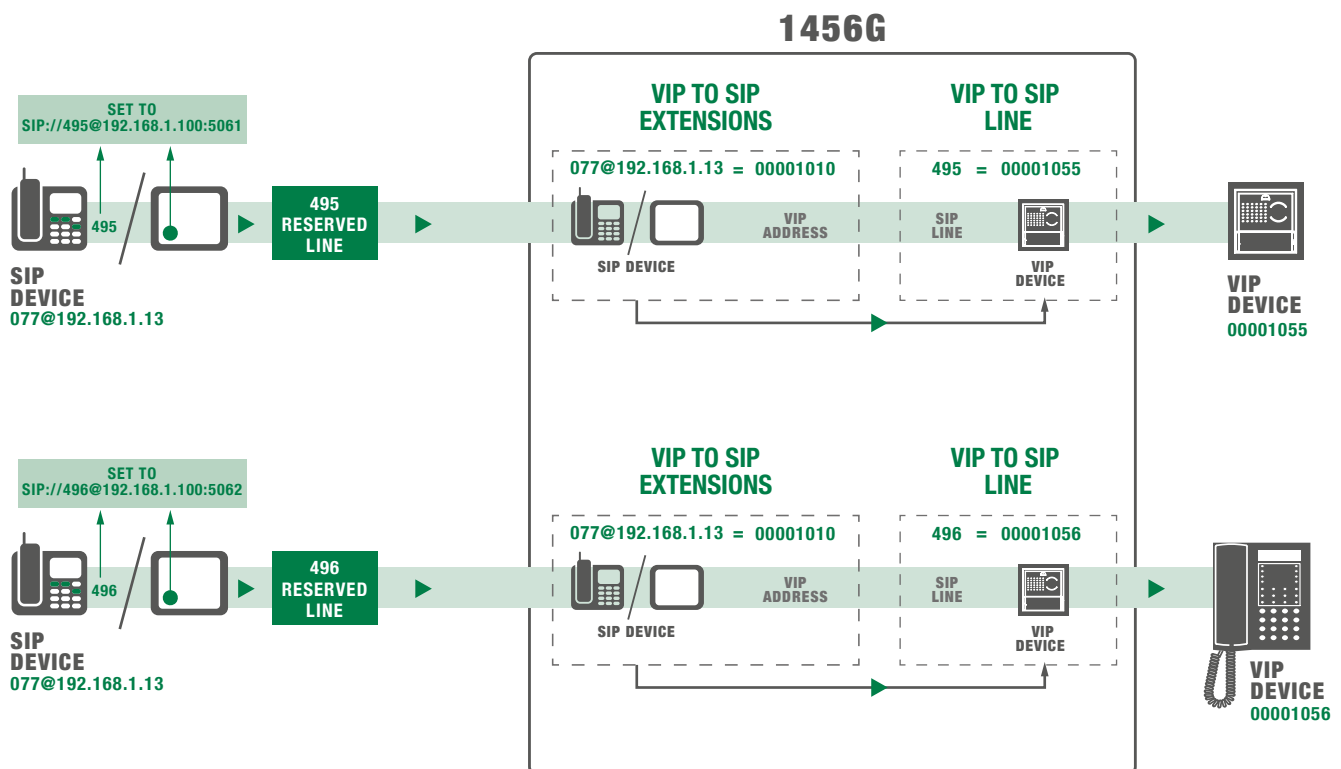 1456G
SET TO
SIP://495@192.168.1.100:5061
495
SIP
DEVICE
077@192.168.1.13
495
RESERVED
LINE
VIP TO SIP
EXTENSIONS
077@192.168.1.13 = 00001010
SIP DEVICE
VIP
ADDRESS
VIP TO SIP
LINE
495 = 00001055
SIP
LINE
VIP
DEVICE
VIP
DEVICE
00001055
SET TO
SIP://496@192.168.1.100:5062
496
SIP
DEVICE
077@192.168.1.13
496
RESERVED
LINE
VIP TO SIP
EXTENSIONS
077@192.168.1.13 = 00001010
SIP DEVICE
VIP
ADDRESS
VIP TO SIP
LINE
496 = 00001056
SIP
LINE
VIP
DEVICE
VIP
DEVICE
00001056